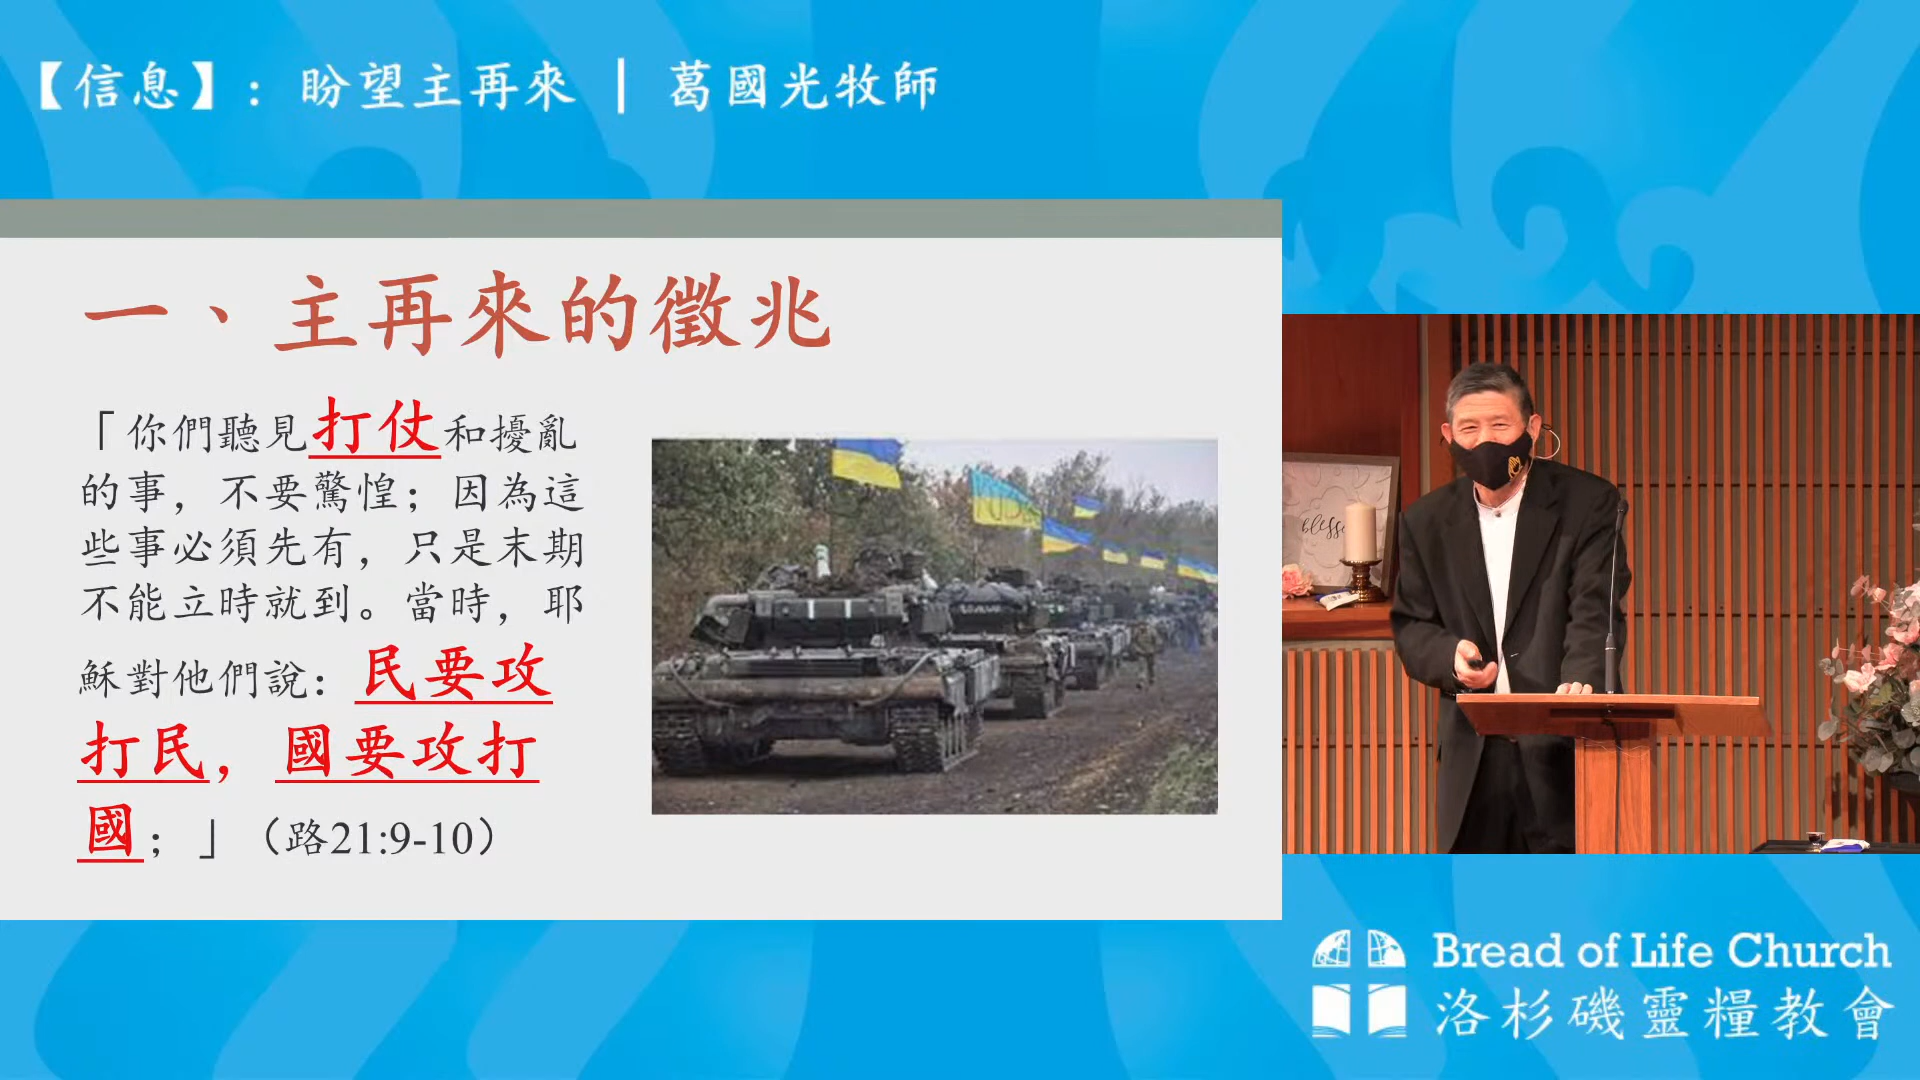 【信息】：盼望主再來 | 葛國光牧師
一、主再來的徵兆
「你們聽見打仗和擾亂
的事，不要驚惶；因為這
些事必須先有，只是末期
不能立時就到。當時，耶
穌對他們說：民要攻
打民，國要攻打
國；」（路21:9-10）
Bread of Life Church
洛杉磯靈糧教會